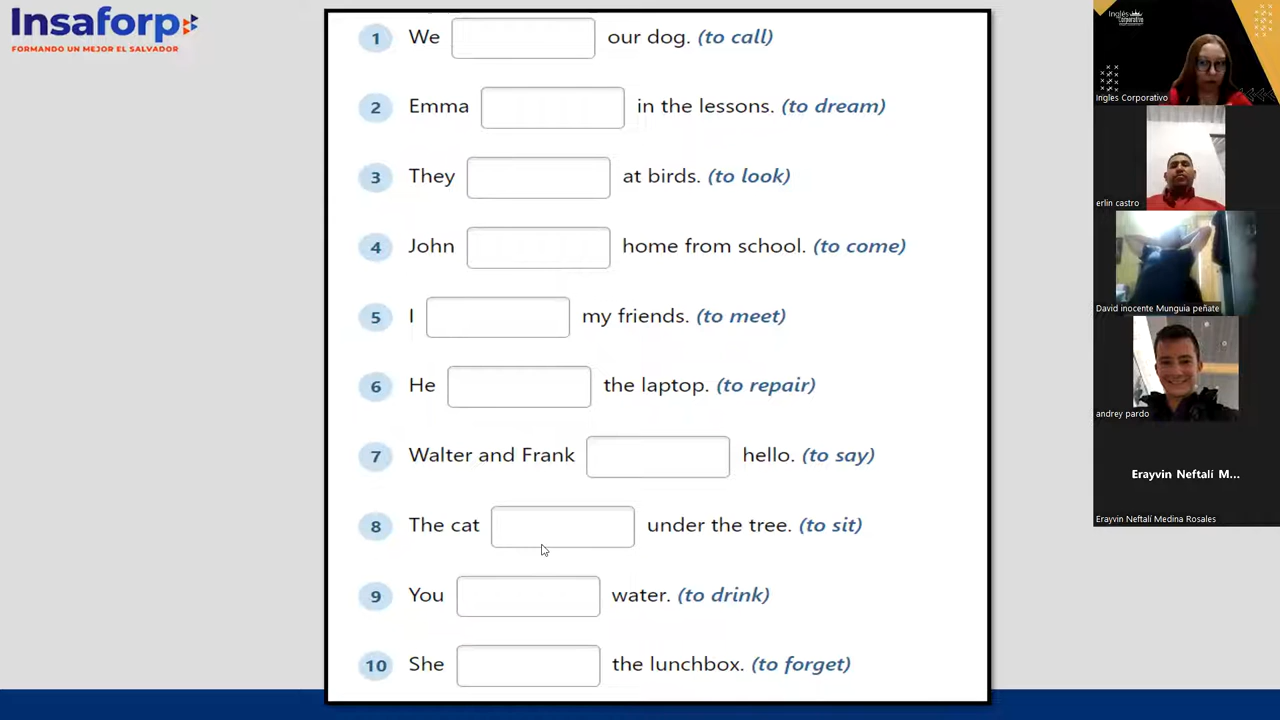 Insaforp
FORMANDO UN MEJOR EL SALVADOR
1 We our dog. (to call)
2 Emma in the lessons. (to dream)
3 They at birds. (to look)
4 John home from school. (to come)
5 I my friends. (to meet)
6 He the laptop. (to repair)
7 Walter and Frank hello. (to say)
8 The cat under the tree. (to sit)
9 You water. (to drink)
10 She the lunchbox. (to forget)
Inglés
Corporativo
Ingles Corporativo
erlin castro
David inocente Munguia peñate
andrey pardo
Erayvin Neftalí M...
Erayvin Neftalí Medina Rosales